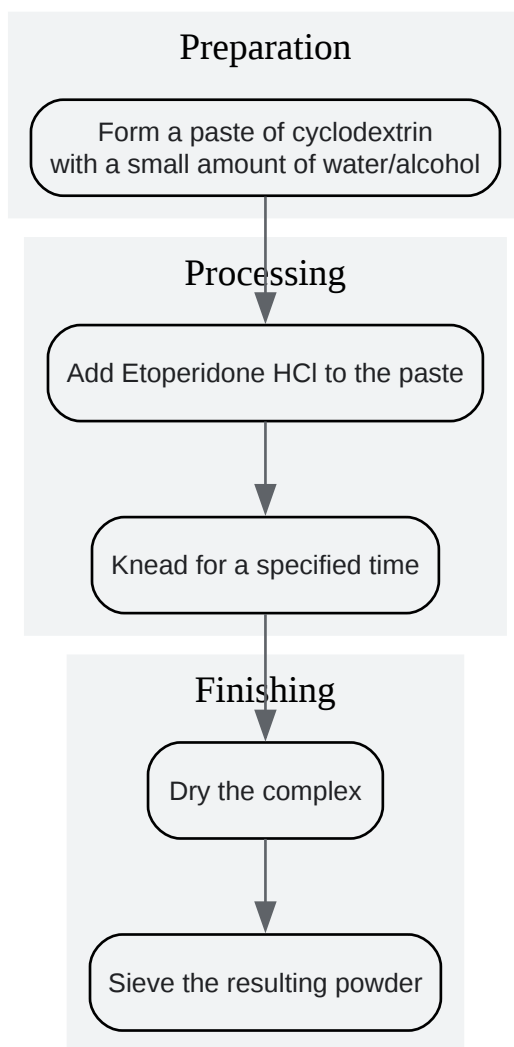 Preparation
Form a paste of cyclodextrin
with a small amount of water/alcohol
Processing
Add Etoperidone HCl to the paste
Knead for a specified time
Finishing
Dry the complex
Sieve the resulting powder